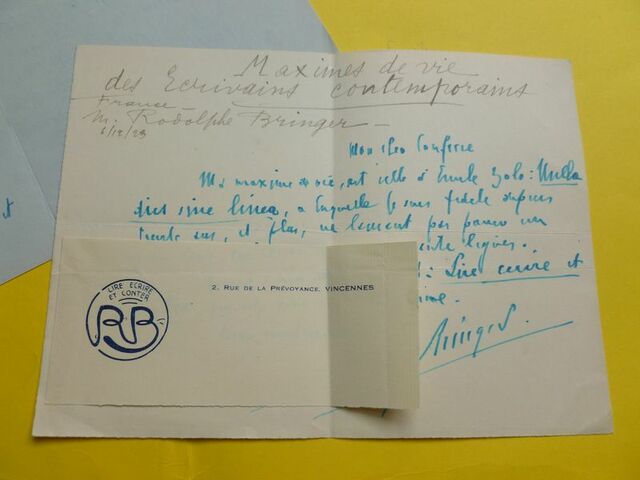 Maximes de vie
des Ecrivains contemporains
France -
M. Rodolphe Bringer -
6/12/23
Mon cher Confrère
Ma maxime de vie, est celle d'Emile Zola: Nulla
dies sine linea, à laquelle je suis fidèle depuis
trente ans, et plus, ne laissant pas passer un
lignes.
: Lire ecrire et
Bringer
LIRE ECRIRE
ET CONTER
RB
2, RUE DE LA PRÉVOYANCE, VINCENNES